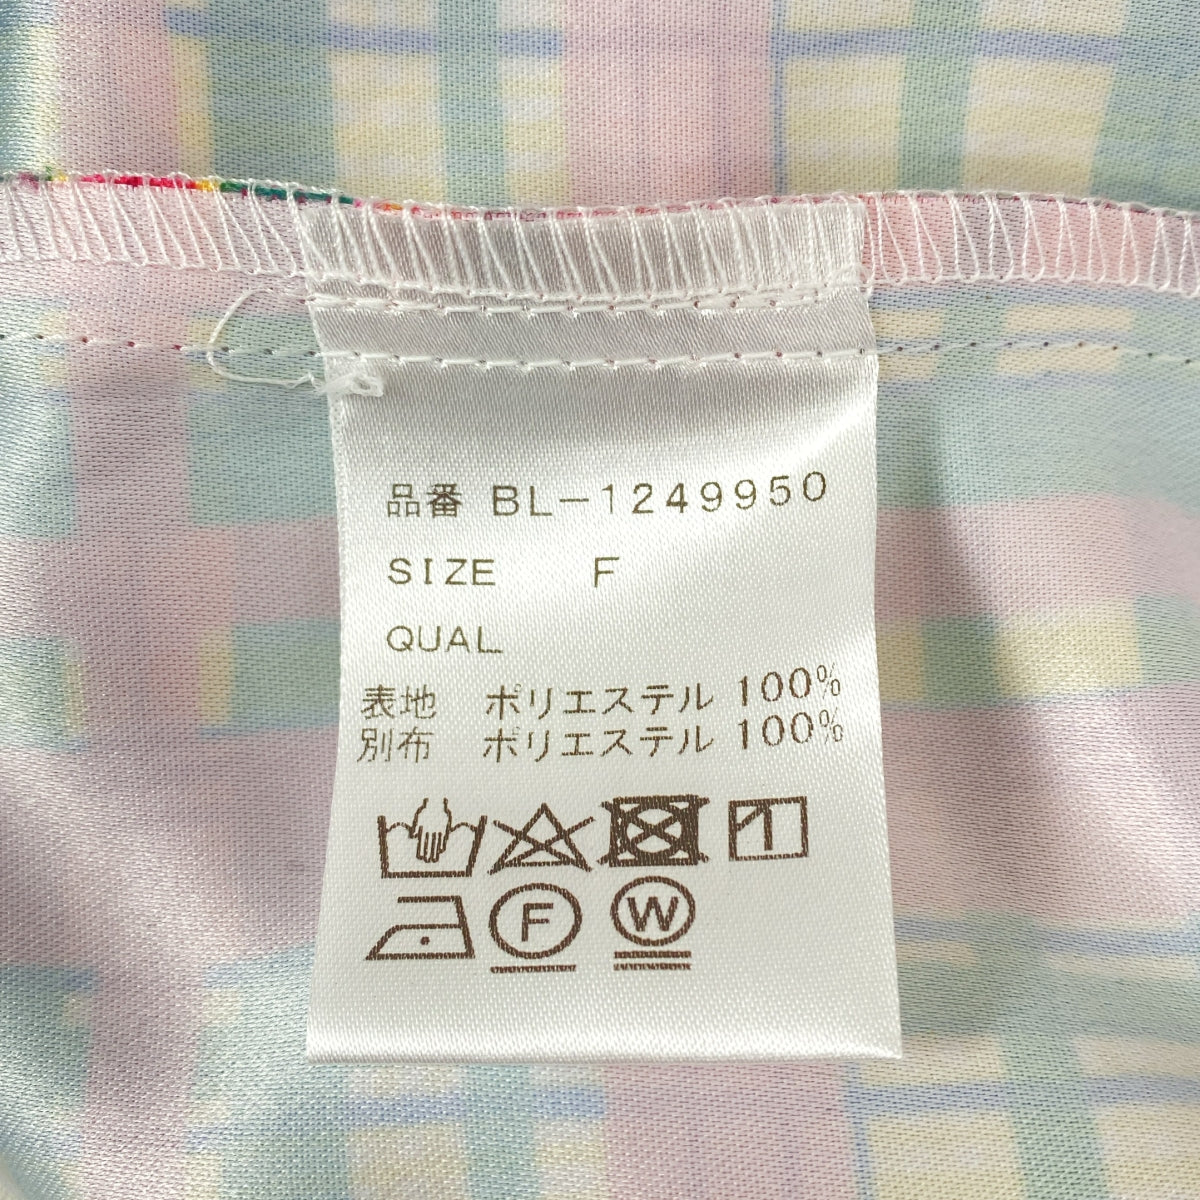 品番 BL-1249950
SIZE F
QUAL
表地 ポリエステル 100%
別布 ポリエステル 100%
F W